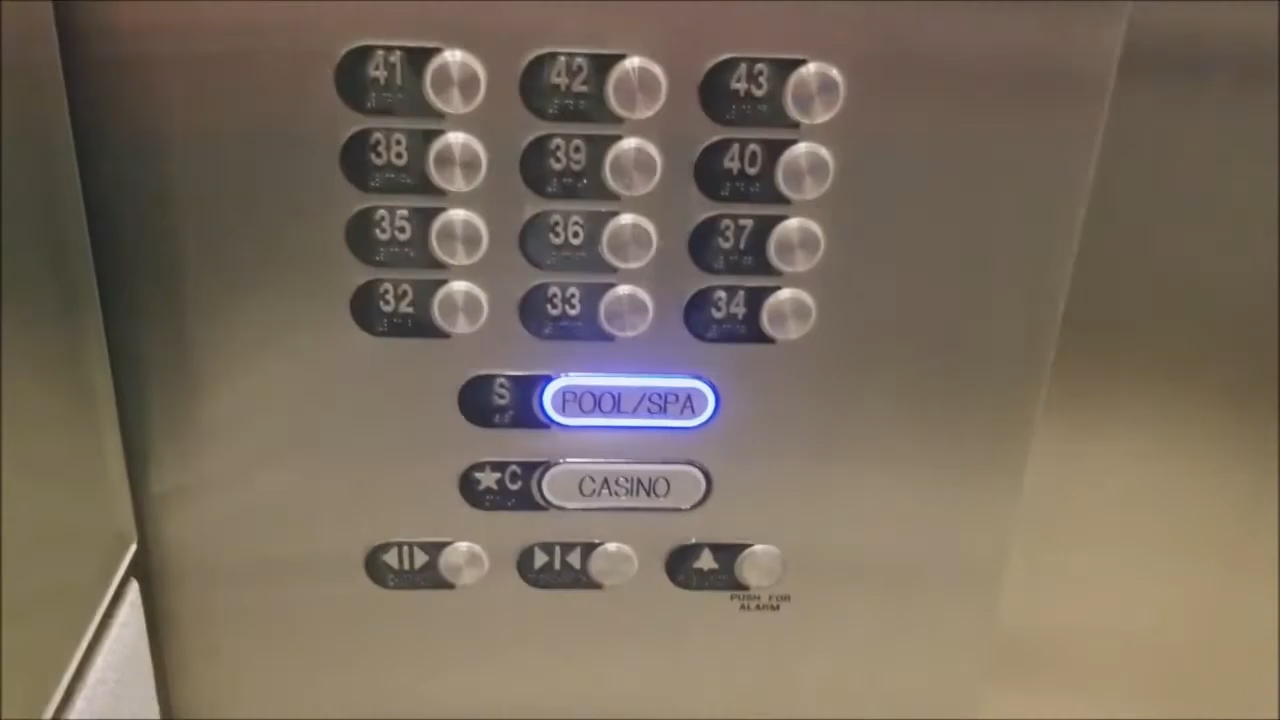 41 42 43
38 39 40
35 36 37
32 33 34
S POOL/SPA
★C CASINO
PUSH FOR
ALARM